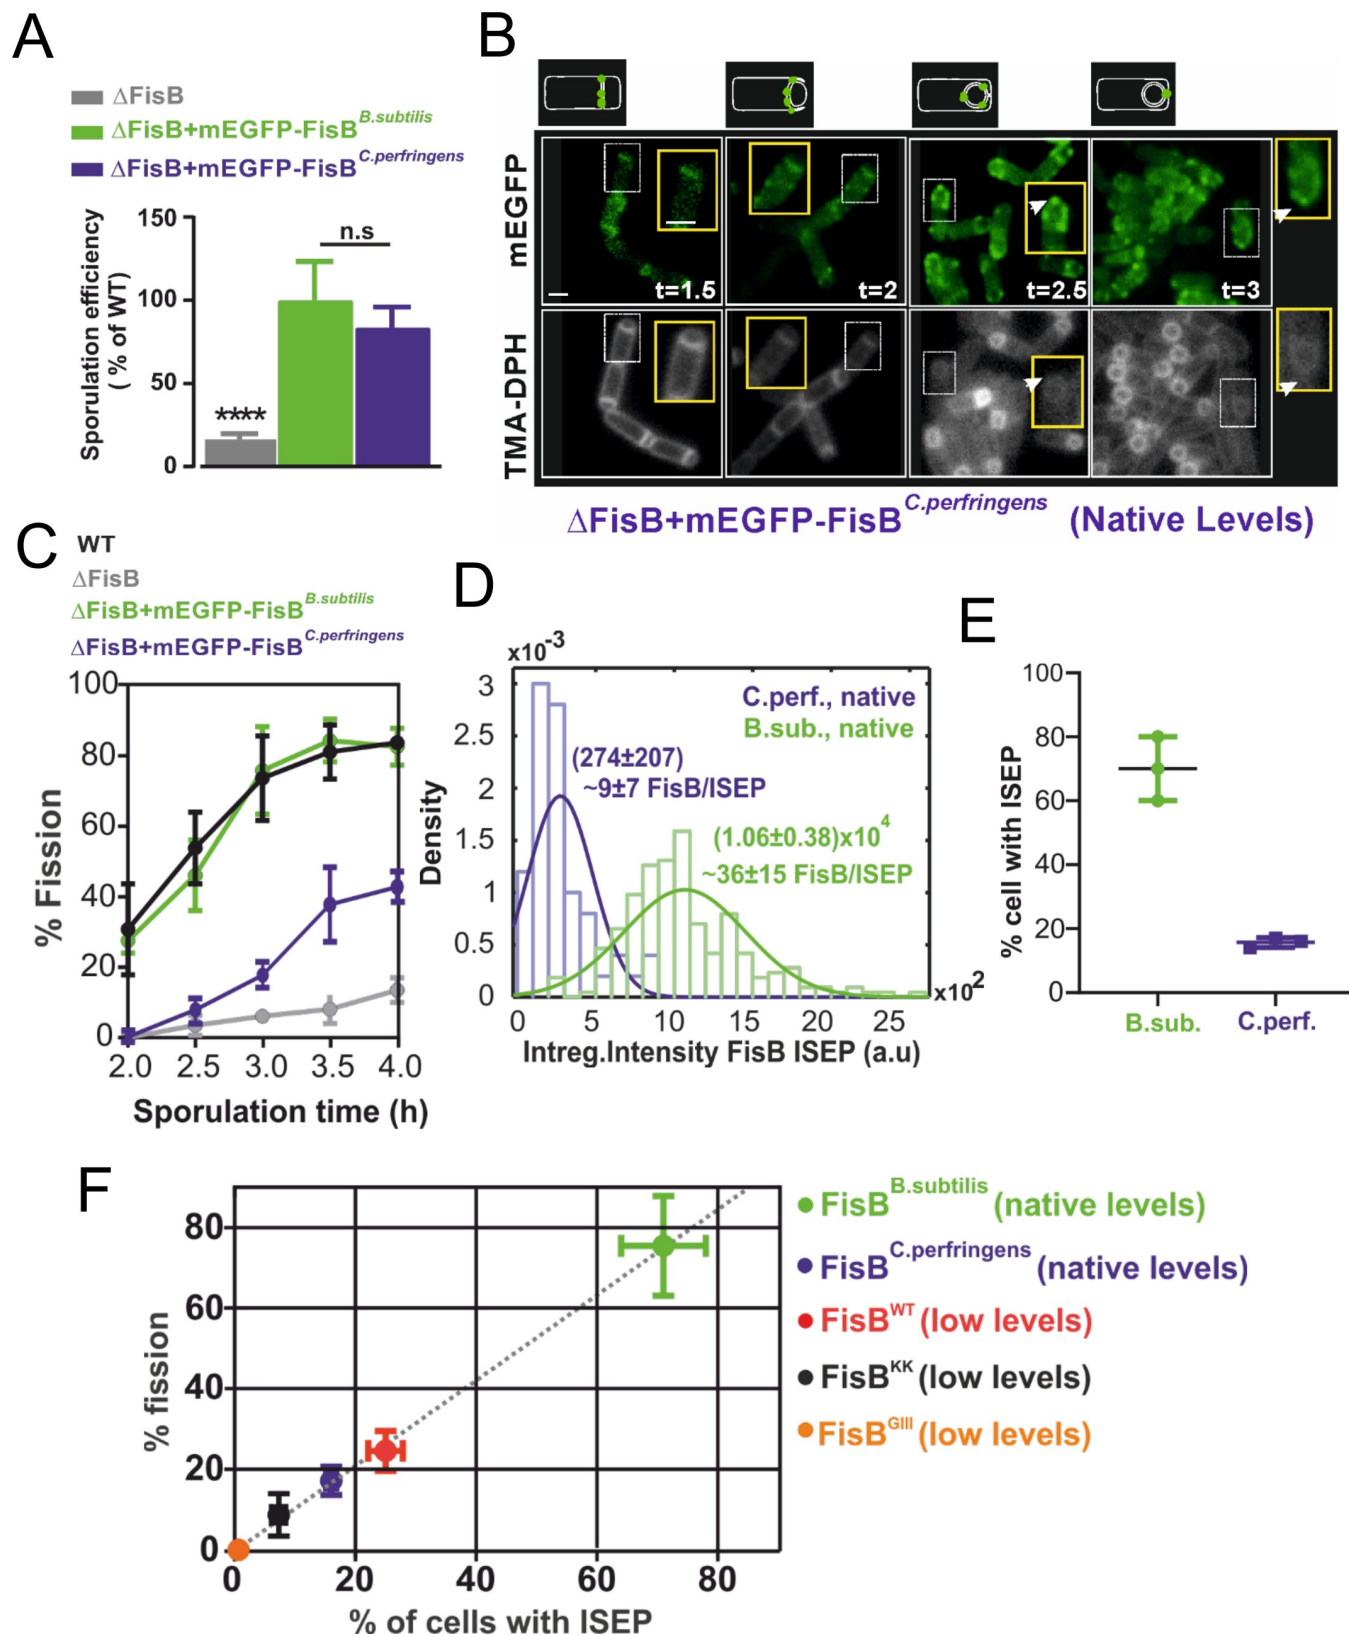 A
ΔFisB
ΔFisB+mEGFP-FisB^B.subtilis
ΔFisB+mEGFP-FisB^C.perfringens
Sporulation efficiency
( % of WT)
150
100
50
0
n.s
****
B
mEGFP
t=1.5
t=2
t=2.5
t=3
TMA-DPH
ΔFisB+mEGFP-FisB^C.perfringens (Native Levels)
C
WT
ΔFisB
ΔFisB+mEGFP-FisB^B.subtilis
ΔFisB+mEGFP-FisB^C.perfringens
% Fission
100
80
60
40
20
0
2.0 2.5 3.0 3.5 4.0
Sporulation time (h)
D
x10^-3
Density
3
2.5
2
1.5
1
0.5
0
C.perf., native
B.sub., native
(274±207)
~9±7 FisB/ISEP
(1.06±0.38)x10^4
~36±15 FisB/ISEP
x10^2
0 5 10 15 20 25
Intreg.Intensity FisB ISEP (a.u)
E
% cell with ISEP
100
80
60
40
20
0
B.sub. C.perf.
F
% fission
80
60
40
20
0
0 20 40 60 80
% of cells with ISEP
FisB^B.subtilis (native levels)
FisB^C.perfringens (native levels)
FisB^WT (low levels)
FisB^KK (low levels)
FisB^GIII (low levels)